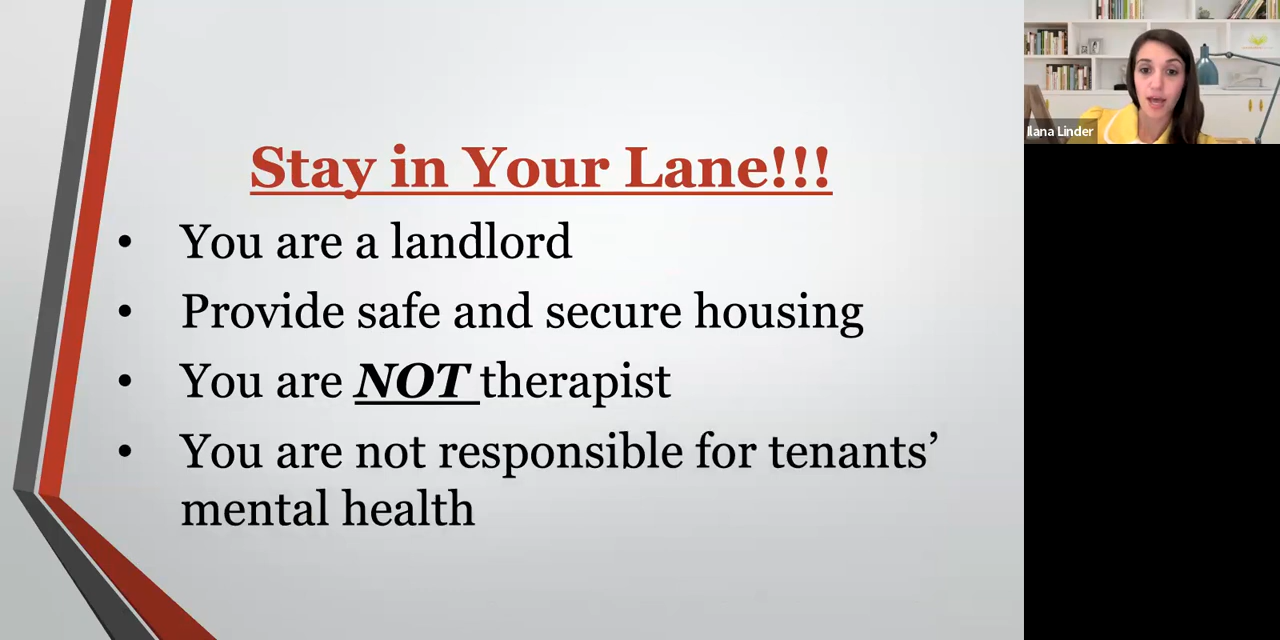 Stay in Your Lane!!!
• You are a landlord
• Provide safe and secure housing
• You are NOT therapist
• You are not responsible for tenants’
mental health
Ilana Linder